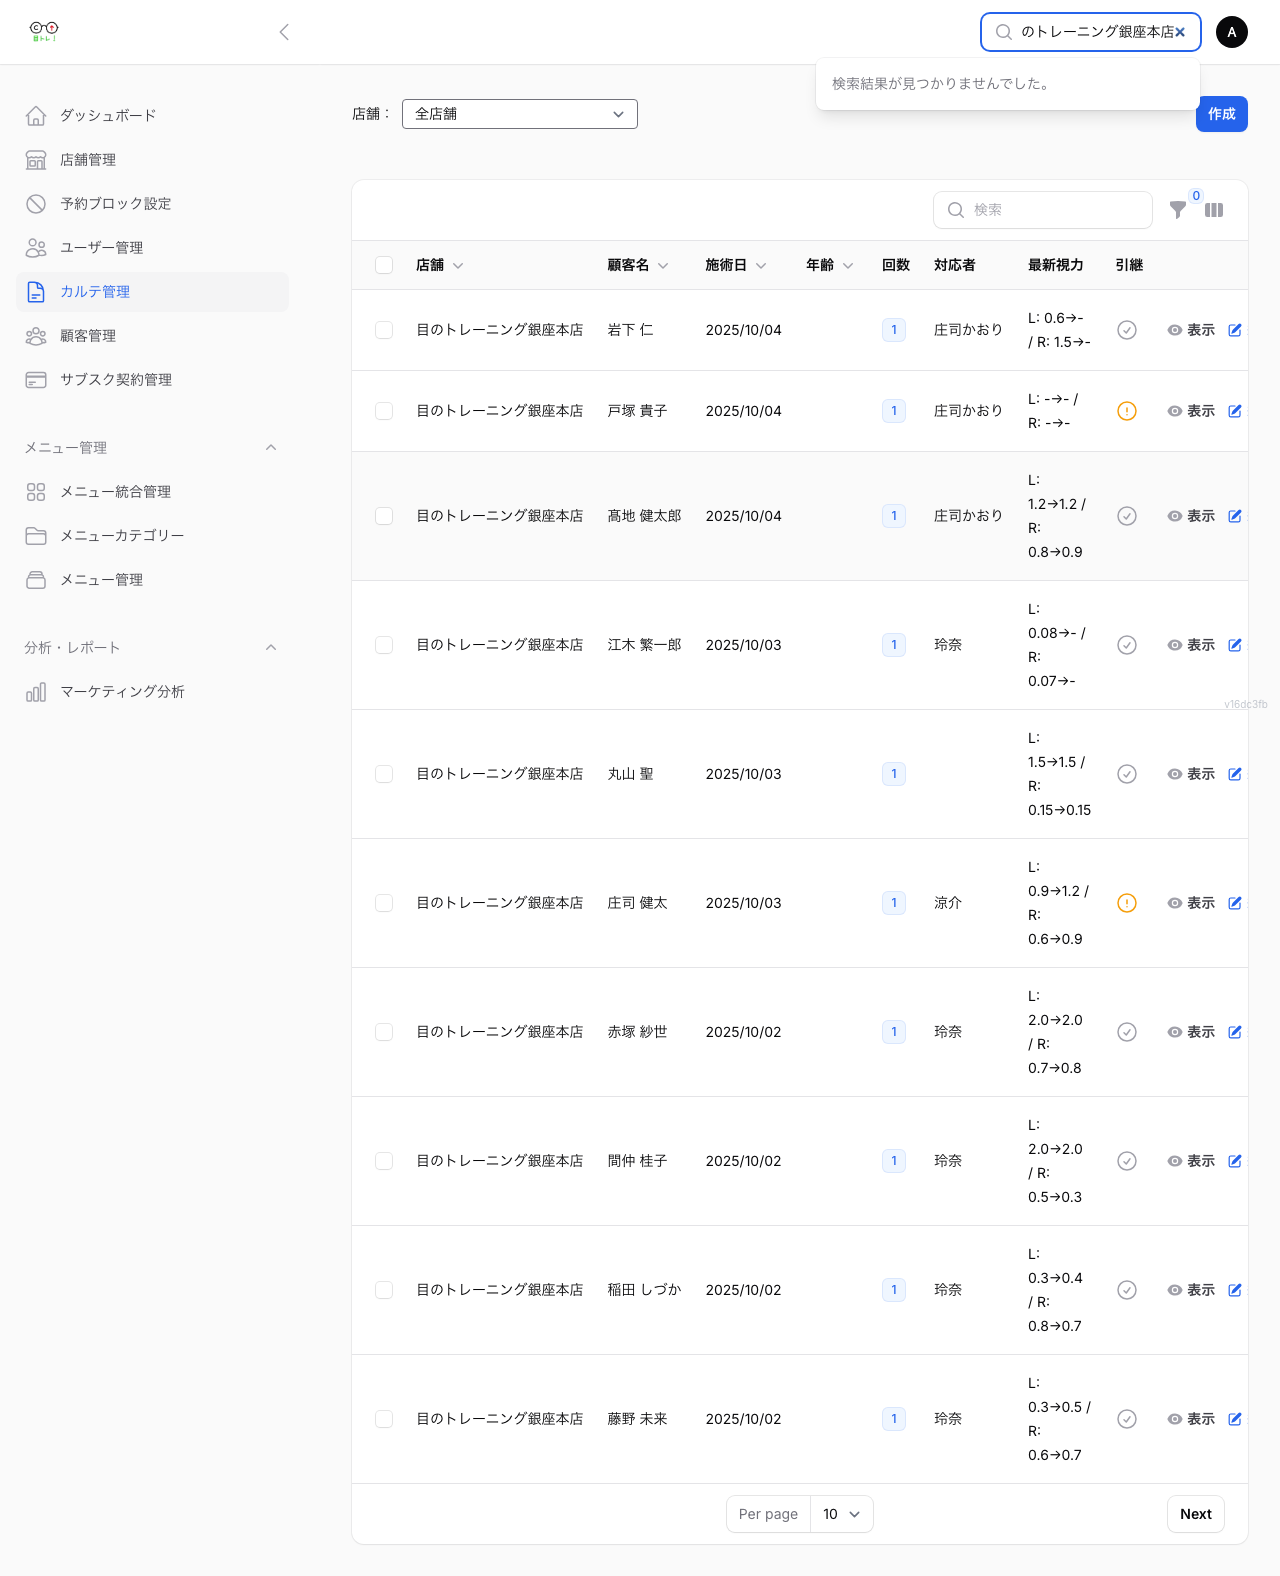 目トレ
のトレーニング銀座本店
A
検索結果が見つかりませんでした。
ダッシュボード
店舗管理
予約ブロック設定
ユーザー管理
カルテ管理
顧客管理
サブスク契約管理
メニュー管理
メニュー統合管理
メニューカテゴリー
メニュー管理
分析・レポート
マーケティング分析
店舗：
全店舗
作成
検索
0
店舗 顧客名 施術日 年齢 回数 対応者 最新視力 引継
目のトレーニング銀座本店 岩下 仁 2025/10/04 1 庄司かおり L: 0.6→-
/ R: 1.5→-
表示
目のトレーニング銀座本店 戸塚 貴子 2025/10/04 1 庄司かおり L: -→- /
R: -→-
表示
目のトレーニング銀座本店 髙地 健太郎 2025/10/04 1 庄司かおり L:
1.2→1.2 /
R:
0.8→0.9
表示
目のトレーニング銀座本店 江木 繁一郎 2025/10/03 1 玲奈 L:
0.08→- /
R:
0.07→-
表示
v16dc3fb
目のトレーニング銀座本店 丸山 聖 2025/10/03 1 L:
1.5→1.5 /
R:
0.15→0.15
表示
目のトレーニング銀座本店 庄司 健太 2025/10/03 1 涼介 L:
0.9→1.2 /
R:
0.6→0.9
表示
目のトレーニング銀座本店 赤塚 紗世 2025/10/02 1 玲奈 L:
2.0→2.0
/ R:
0.7→0.8
表示
目のトレーニング銀座本店 間仲 桂子 2025/10/02 1 玲奈 L:
2.0→2.0
/ R:
0.5→0.3
表示
目のトレーニング銀座本店 稲田 しづか 2025/10/02 1 玲奈 L:
0.3→0.4
/ R:
0.8→0.7
表示
目のトレーニング銀座本店 藤野 未来 2025/10/02 1 玲奈 L:
0.3→0.5 /
R:
0.6→0.7
表示
Per page 10
Next